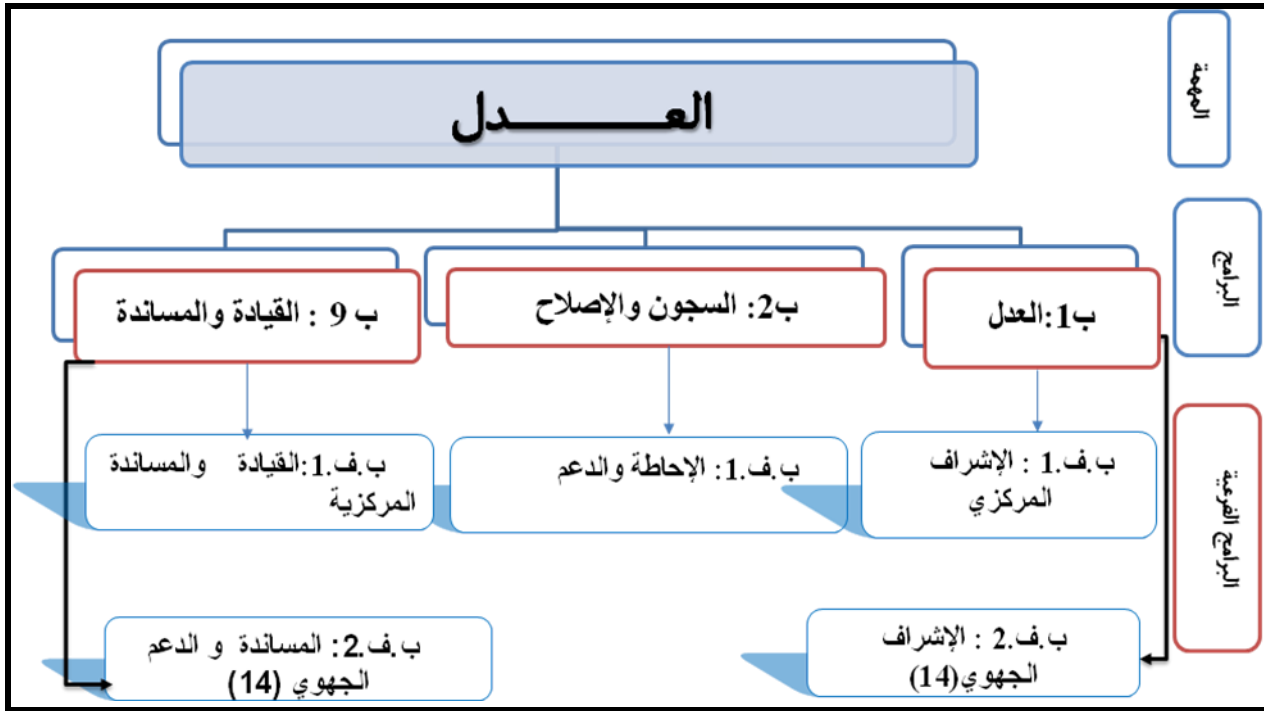 المهمة
العـــــــــــدل
البرامج
ب1:العدل
ب2: السجون والإصلاح
ب 9 : القيادة والمساندة
البرامج الفرعية
ب.ف.1 : الإشراف
المركزي
ب.ف.1: الإحاطة والدعم
ب.ف.1:القيادة والمساندة
المركزية
ب.ف.2 : الإشراف
الجهوي(14)
ب.ف.2: المساندة و الدعم
الجهوي (14)